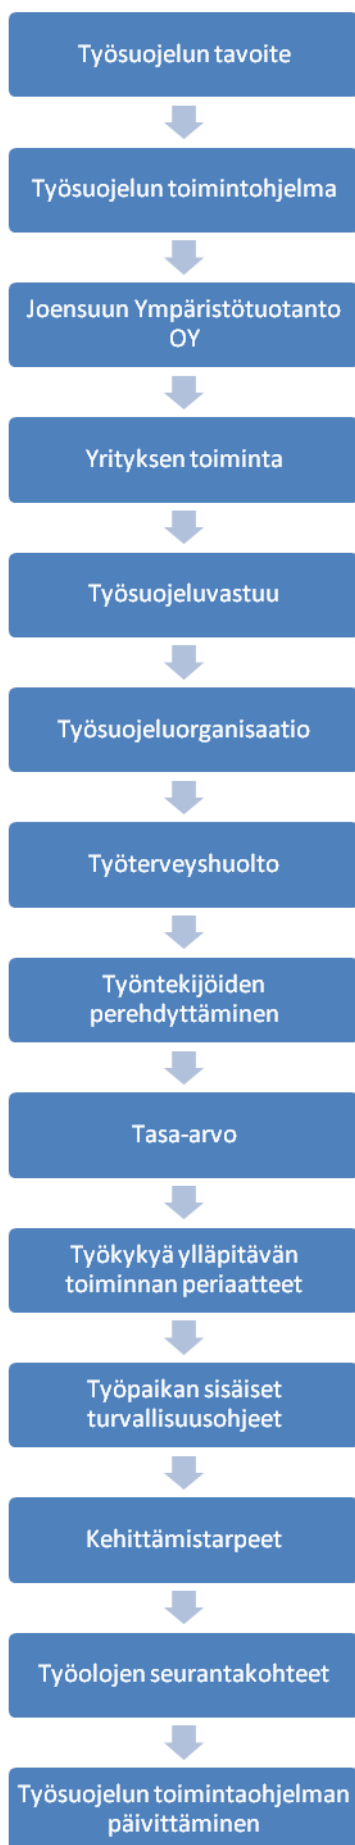 Työsuojelun tavoite
Työsuojelun toimintohjelma
Joensuun Ympäristötuotanto
OY
Yrityksen toiminta
Työsuojeluvastuu
Työsuojeluorganisaatio
Työterveyshuolto
Työntekijöiden
perehdyttäminen
Tasa-arvo
Työkykyä ylläpitävän
toiminnan periaatteet
Työpaikan sisäiset
turvallisuusohjeet
Kehittämistarpeet
Työolojen seurantakohteet
Työsuojelun toimintaohjelman
päivittäminen